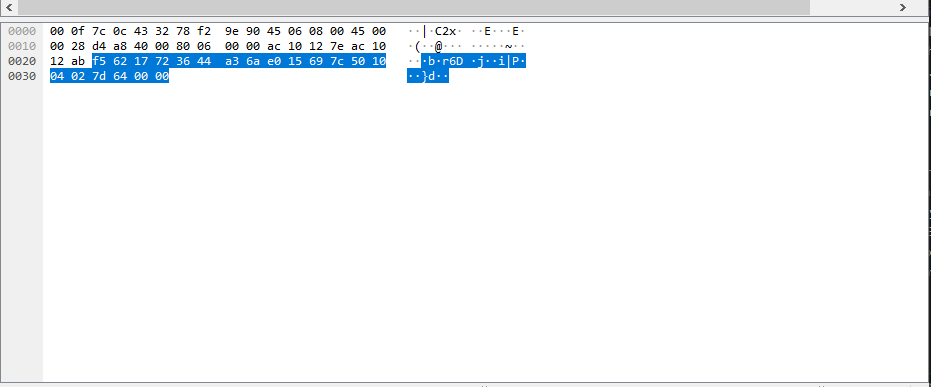 0000 00 0f 7c 0c 43 32 78 f2 9e 90 45 06 08 00 45 00 ··|·C2x· ··E···E·
0010 00 28 d4 a8 40 00 80 06 00 00 ac 10 12 7e ac 10 ·(··@··· ·····~··
0020 12 ab f5 62 17 72 36 44 a3 6a e0 15 69 7c 50 10 ···b·r6D ·j··i|P·
0030 04 02 7d 64 00 00 ··}d··